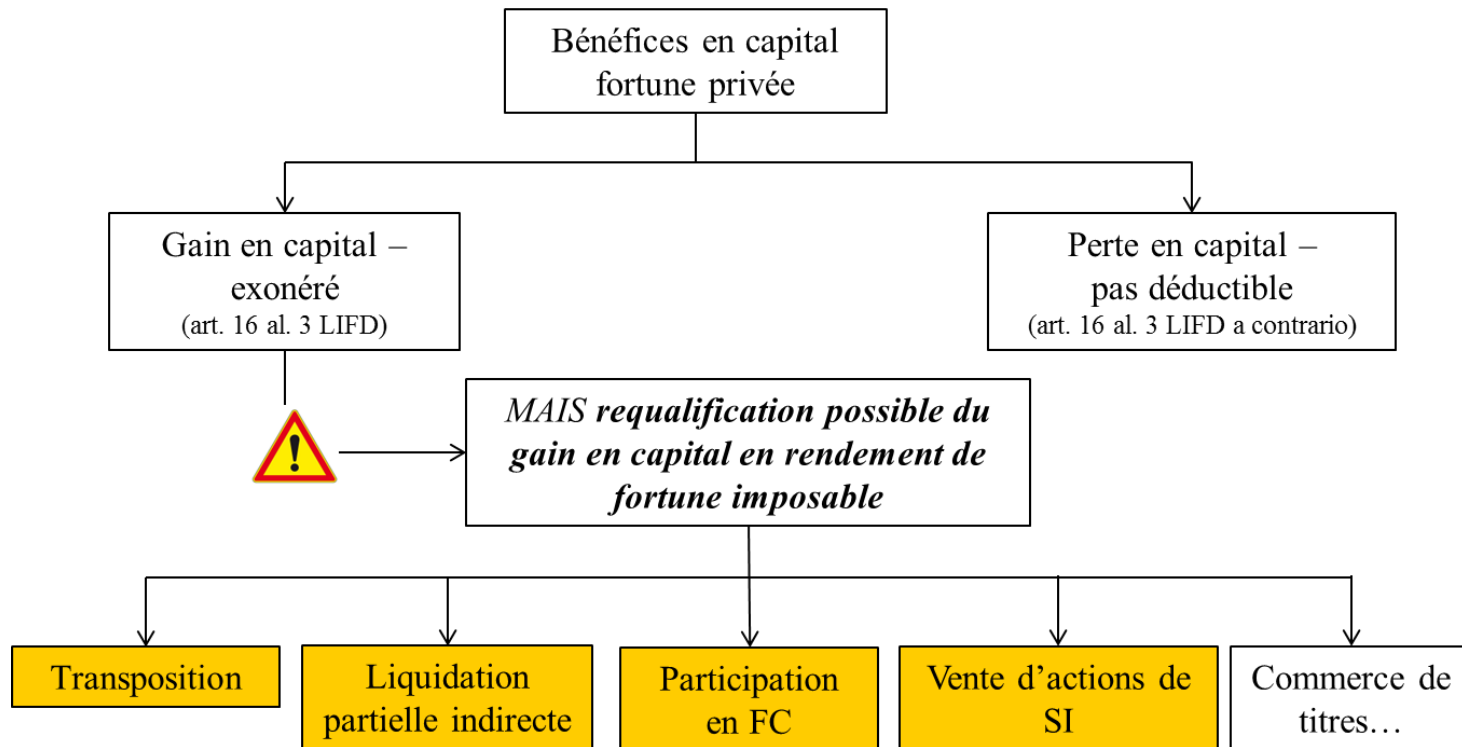 Bénéfices en capital
fortune privée
Gain en capital –
exonéré
(art. 16 al. 3 LIFD)
Perte en capital –
pas déductible
(art. 16 al. 3 LIFD a contrario)
!
MAIS requalification possible du
gain en capital en rendement de
fortune imposable
Transposition
Liquidation
partielle indirecte
Participation
en FC
Vente d’actions de
SI
Commerce de
titres…